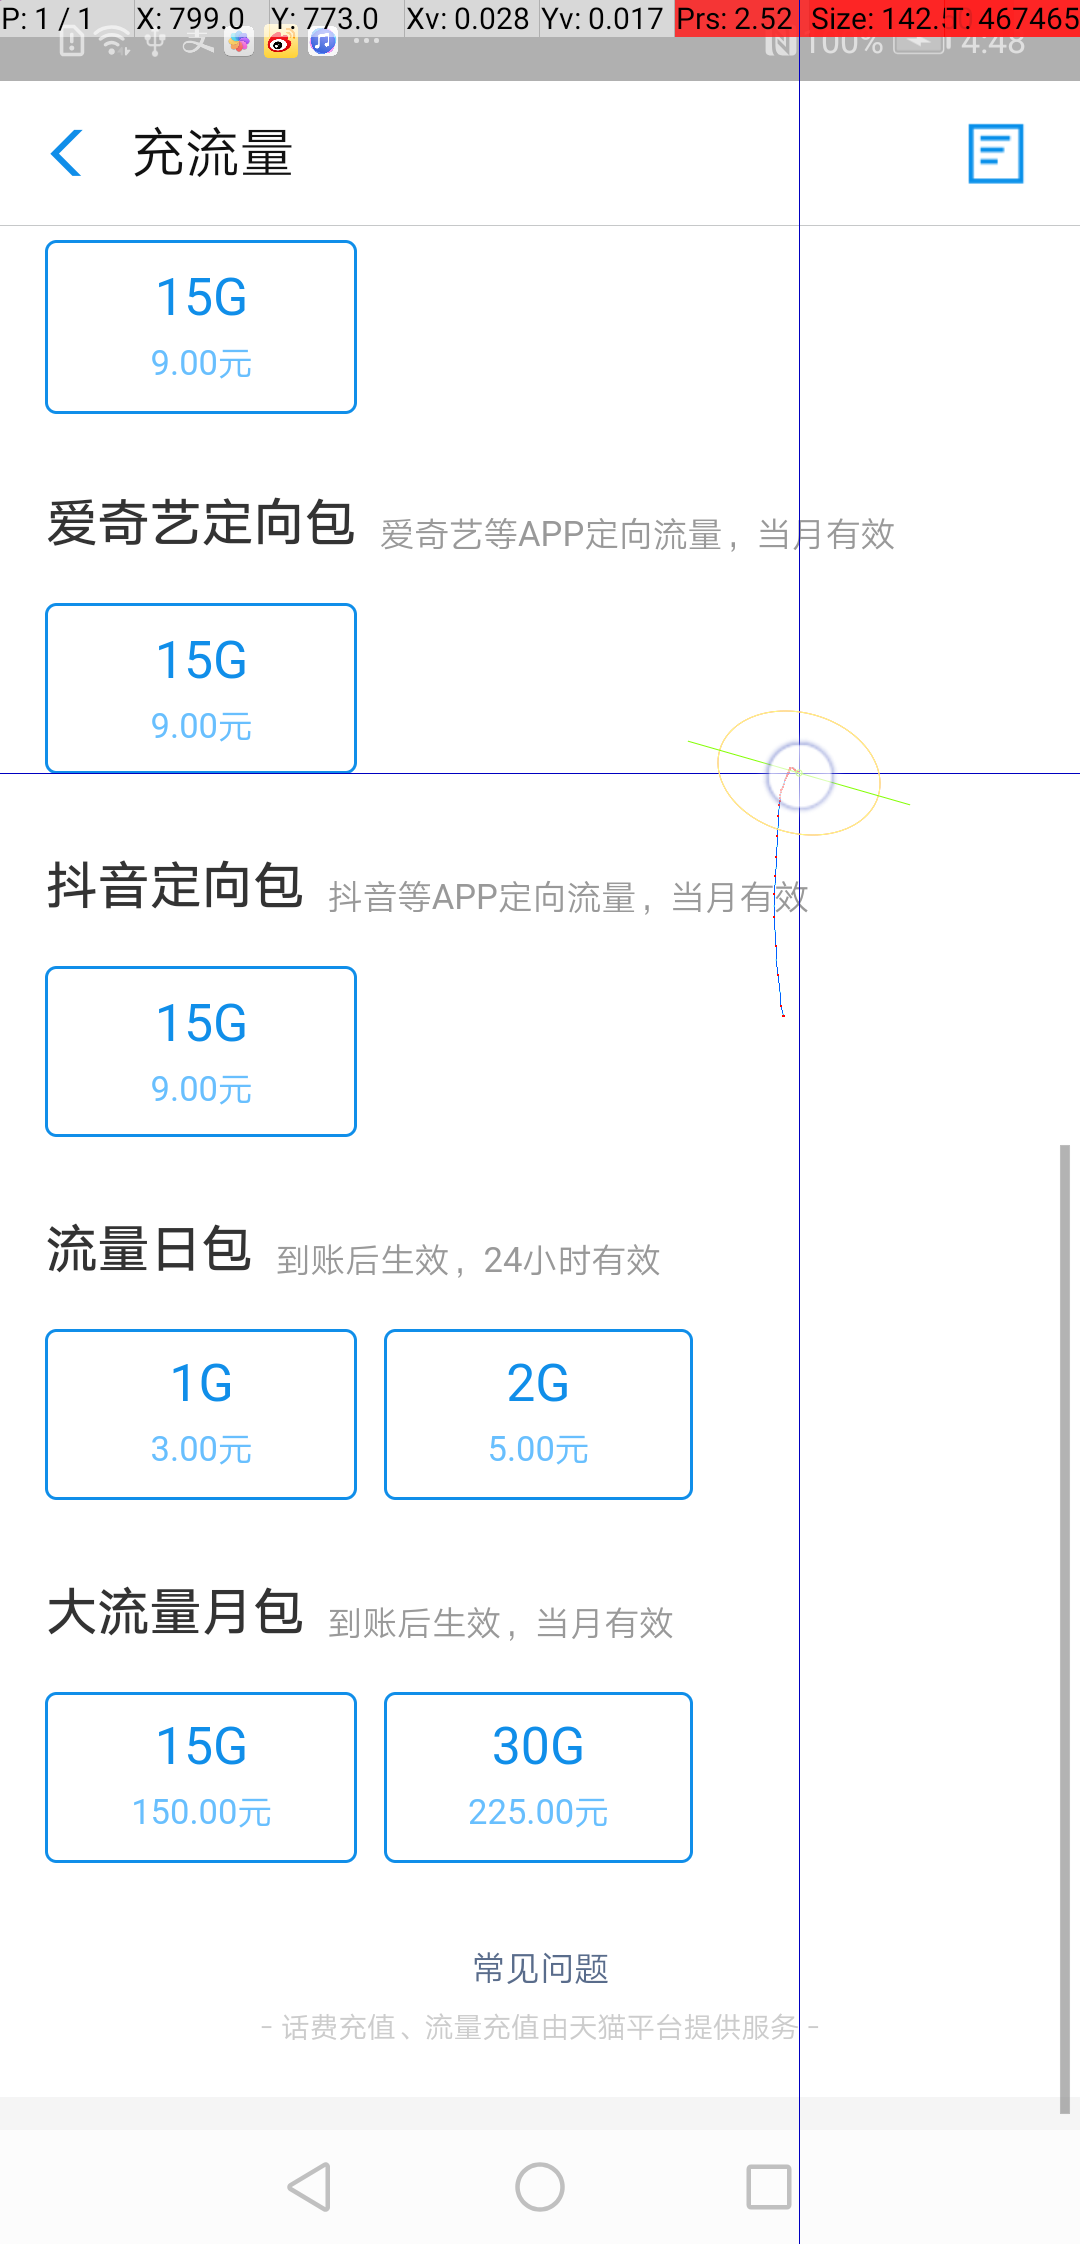 P: 1 / 1 X: 799.0 Y: 773.0 Xv: 0.028 Yv: 0.017 Prs: 2.52 Size: 142. T: 467465
100% 4:48
充流量
15G
9.00元
爱奇艺定向包 爱奇艺等APP定向流量，当月有效
15G
9.00元
抖音定向包 抖音等APP定向流量，当月有效
15G
9.00元
流量日包 到账后生效，24小时有效
1G 2G
3.00元 5.00元
大流量月包 到账后生效，当月有效
15G 30G
150.00元 225.00元
常见问题
- 话费充值、流量充值由天猫平台提供服务 -